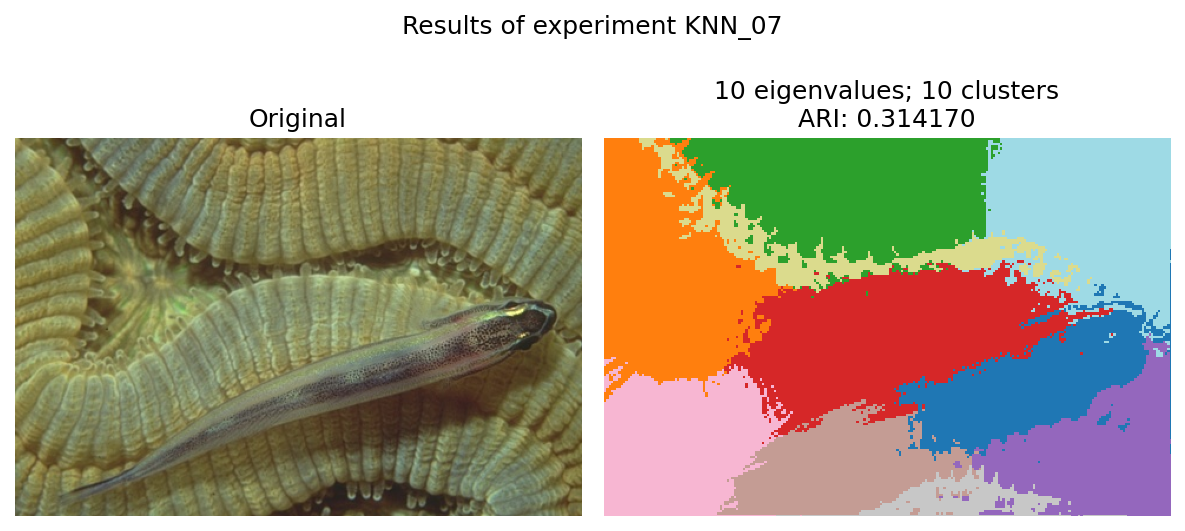 Results of experiment KNN_07
Original
10 eigenvalues; 10 clusters
ARI: 0.314170